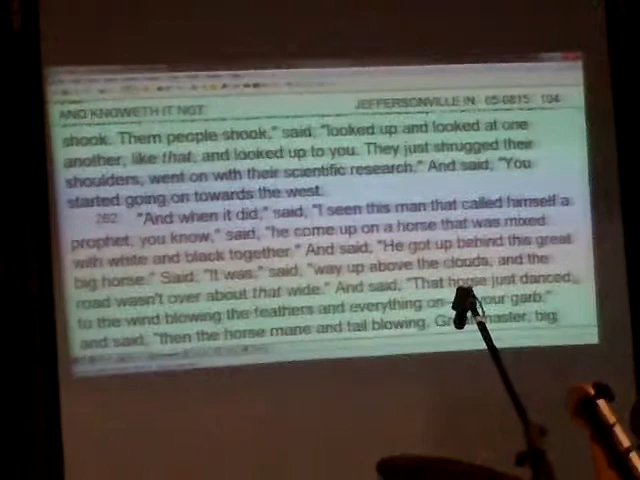 AND KNOWETH IT NOT JEFFERSONVILLE IN 65-0815 104
shook. Them people shook," said, "looked up and looked at one
another, like that, and looked up to you. They just shrugged their
shoulders, went on with their scientific research." And said, "You
started going on towards the west.
262 "And when it did," said, "I seen this man that called himself a
prophet, you know," said, "he come up on a horse that was mixed
with white and black together." And said, "He got up behind this great
big horse." Said, "It was," said, "way up above the clouds, and the
road wasn't over about that wide." And said, "That horse just danced,
to the wind blowing the feathers and everything on your garb,"
and said, "then the horse mane and tail blowing. big